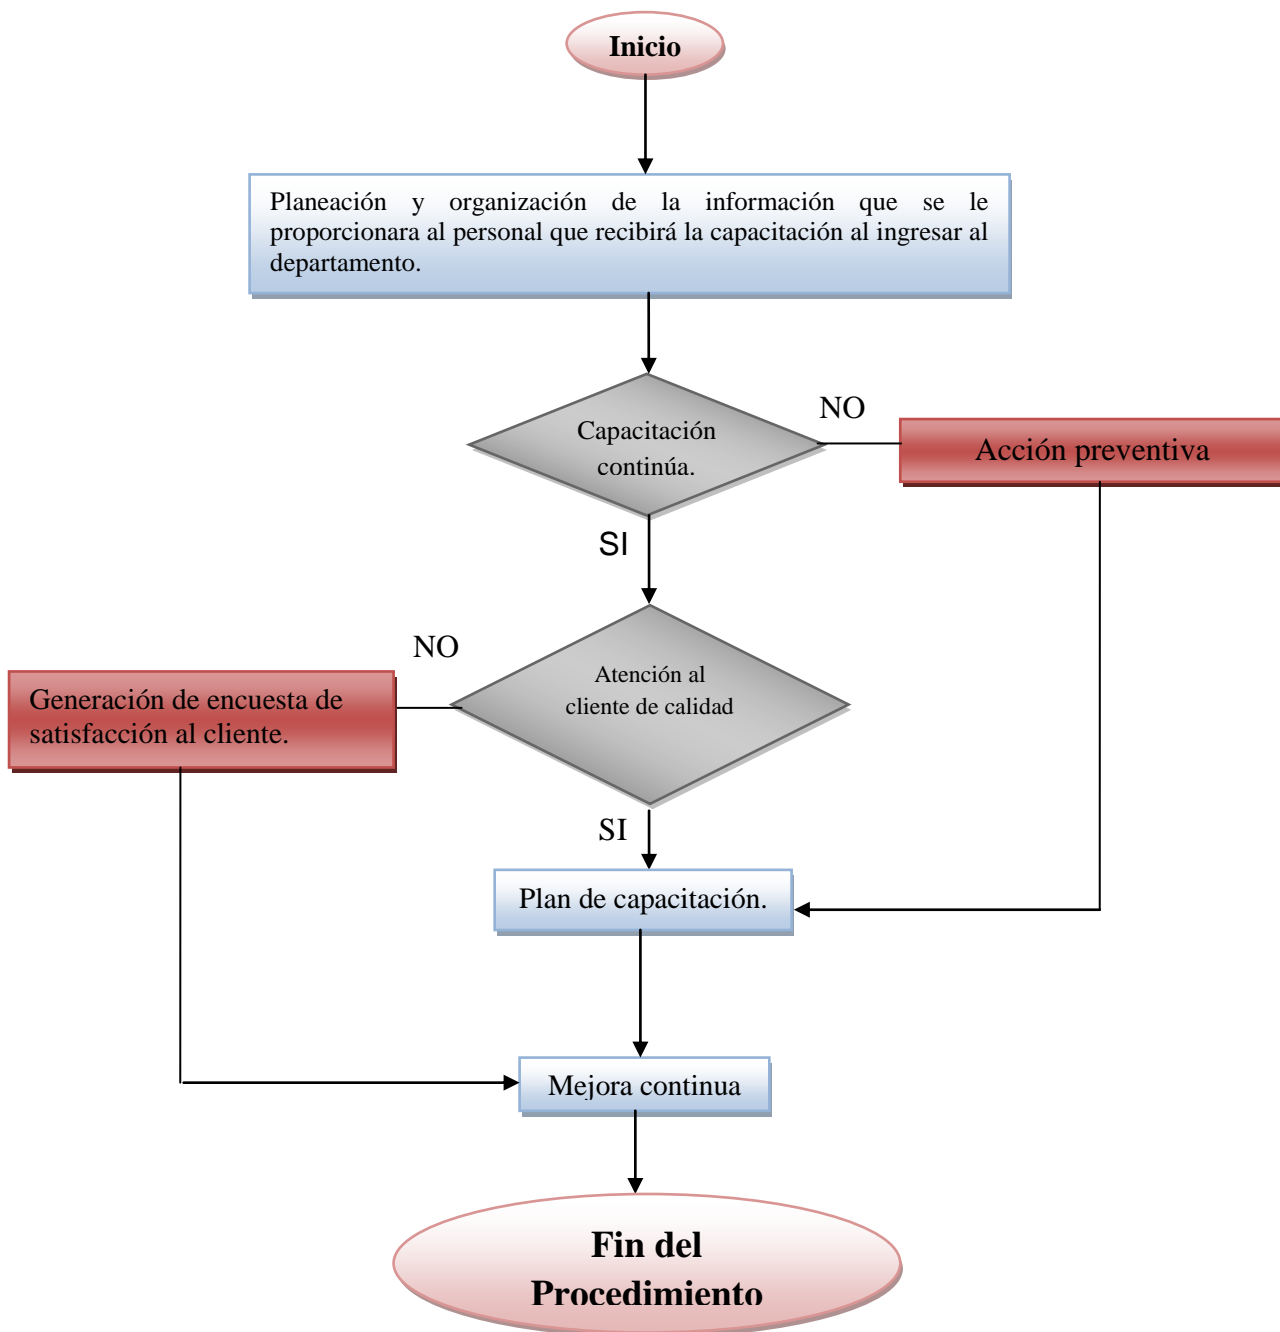 Inicio
Planeación y organización de la información que se le
proporcionara al personal que recibirá la capacitación al ingresar al
departamento.
NO
Capacitación
continúa.
Acción preventiva
SI
NO
Atención al
cliente de calidad
Generación de encuesta de
satisfacción al cliente.
SI
Plan de capacitación.
Mejora continua
Fin del
Procedimiento